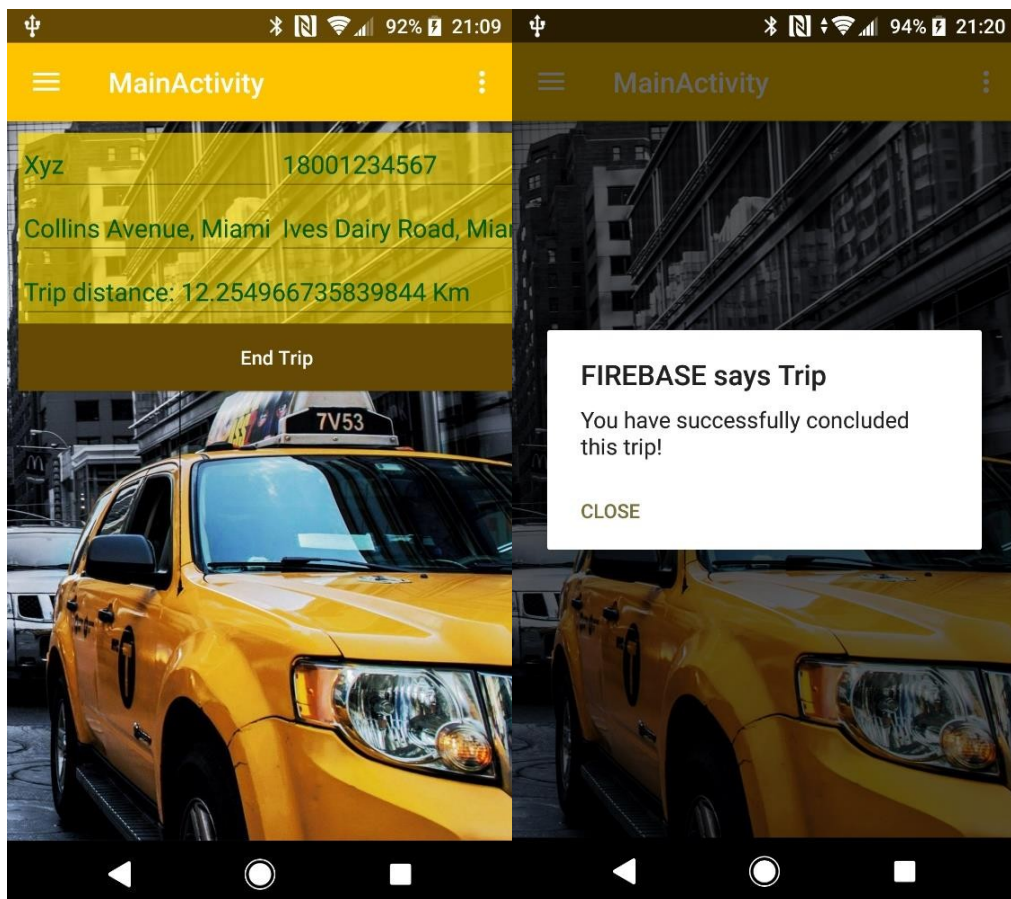 92% 21:09
MainActivity
Xyz 18001234567
Collins Avenue, Miami Ives Dairy Road, Miar
Trip distance: 12.254966735839844 Km
End Trip
7V53
94% 21:20
MainActivity
FIREBASE says Trip
You have successfully concluded
this trip!
CLOSE